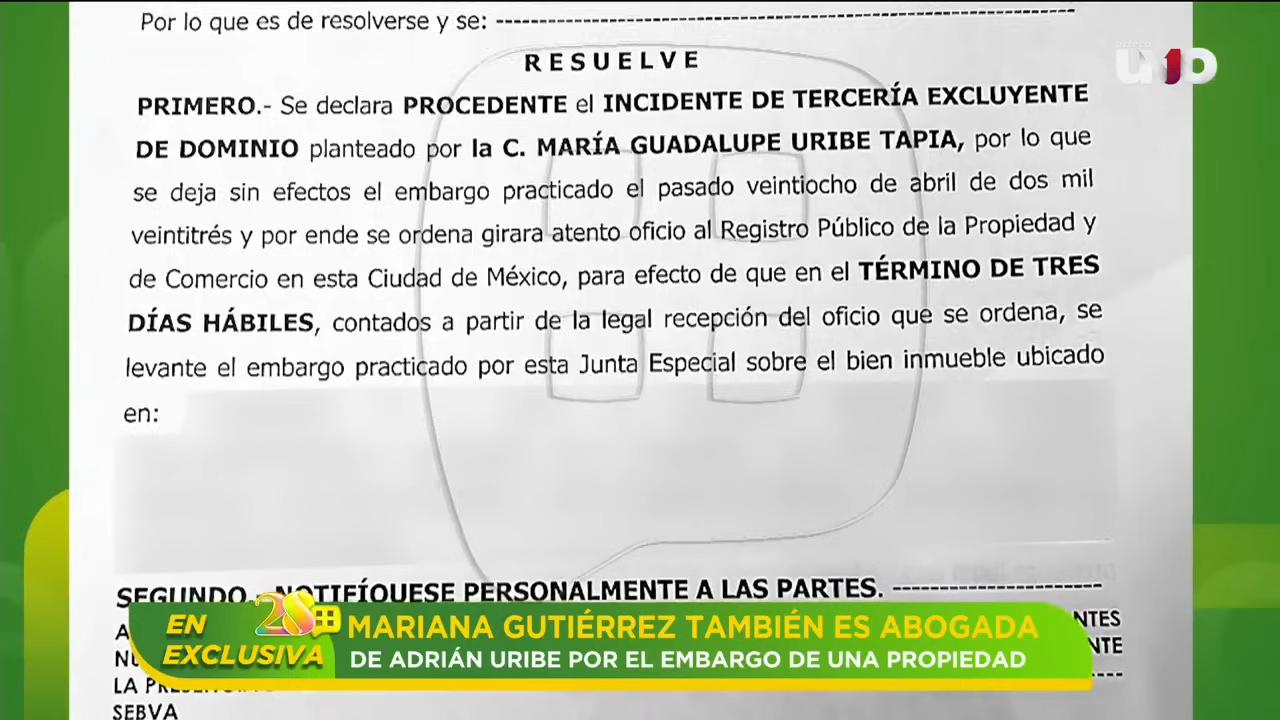 Por lo que es de resolverse y se: ----------------------------------------------------------------
uno
RESUELVE
PRIMERO.- Se declara PROCEDENTE el INCIDENTE DE TERCERÍA EXCLUYENTE
DE DOMINIO planteado por la C. MARÍA GUADALUPE URIBE TAPIA, por lo que
se deja sin efectos el embargo practicado el pasado veintiocho de abril de dos mil
veintitrés y por ende se ordena girara atento oficio al Registro Público de la Propiedad y
de Comercio en esta Ciudad de México, para efecto de que en el TÉRMINO DE TRES
DÍAS HÁBILES, contados a partir de la legal recepción del oficio que se ordena, se
levante el embargo practicado por esta Junta Especial sobre el bien inmueble ubicado
en:
SEGUNDO.- NOTIFÍQUESE PERSONALMENTE A LAS PARTES. ------------------------
LA
SEBVA
EN EXCLUSIVA
MARIANA GUTIÉRREZ TAMBIÉN ES ABOGADA
DE ADRIÁN URIBE POR EL EMBARGO DE UNA PROPIEDAD